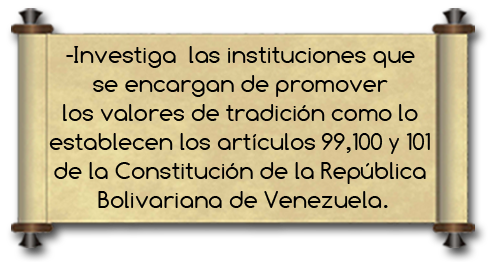 -Investiga  las instituciones que
se encargan de promover
los valores de tradición como lo
establecen los artículos 99,100 y 101
de la Constitución de la República
Bolivariana de Venezuela.